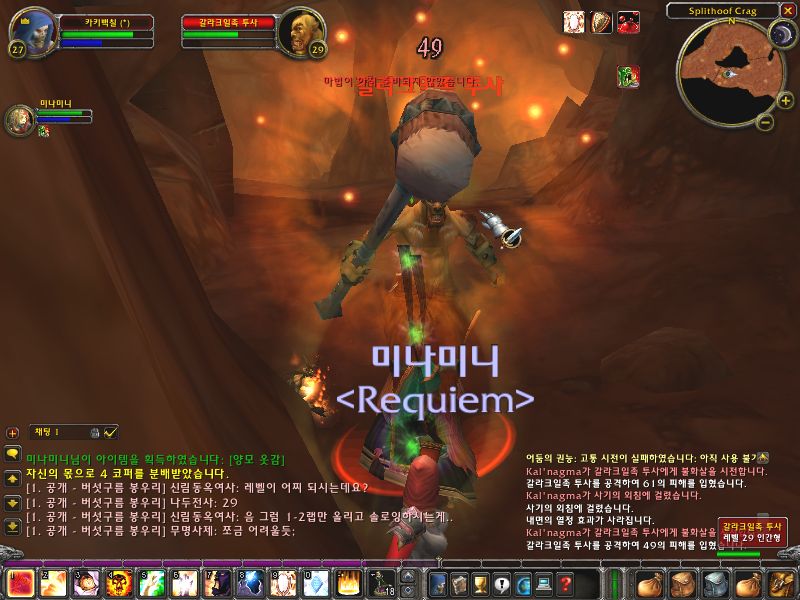 카키백칠 (*)
27
갈라크일족 투사
29
49
Splithoof Crag
N
미나미니
미나미니
<Requiem>
채팅 1
미나미니님이 아이템을 획득하였습니다: [양모 옷감]
자신의 몫으로 4 코퍼를 분배받았습니다.
[1. 공개 - 버섯구름 봉우리] 신림동옥여사: 레벨이 어찌 되시는데요?
[1. 공개 - 버섯구름 봉우리] 나두전사: 29
[1. 공개 - 버섯구름 봉우리] 신림동옥여사: 음 그럼 1-2랩만 올리고 솔로잉하시는게..
[1. 공개 - 버섯구름 봉우리] 무명사제: 쪼금 어려울듯;
어둠의 권능: 고통 시전이 실패하였습니다: 아직 사용 불가
Kal'nagma가 갈라크일족 투사에게 불화살을 시전합니다.
갈라크일족 투사를 공격하여 61의 피해를 입혔습니다.
Kal'nagma가 사기의 외침에 걸렸습니다.
사기의 외침에 걸렸습니다.
내면의 열정 효과가 사라집니다.
Kal'nagma가 갈라크일족 투사에게 불화살을
갈라크일족 투사를 공격하여 49의 피해를 입혔습
갈라크일족 투사
레벨 29 인간형
18